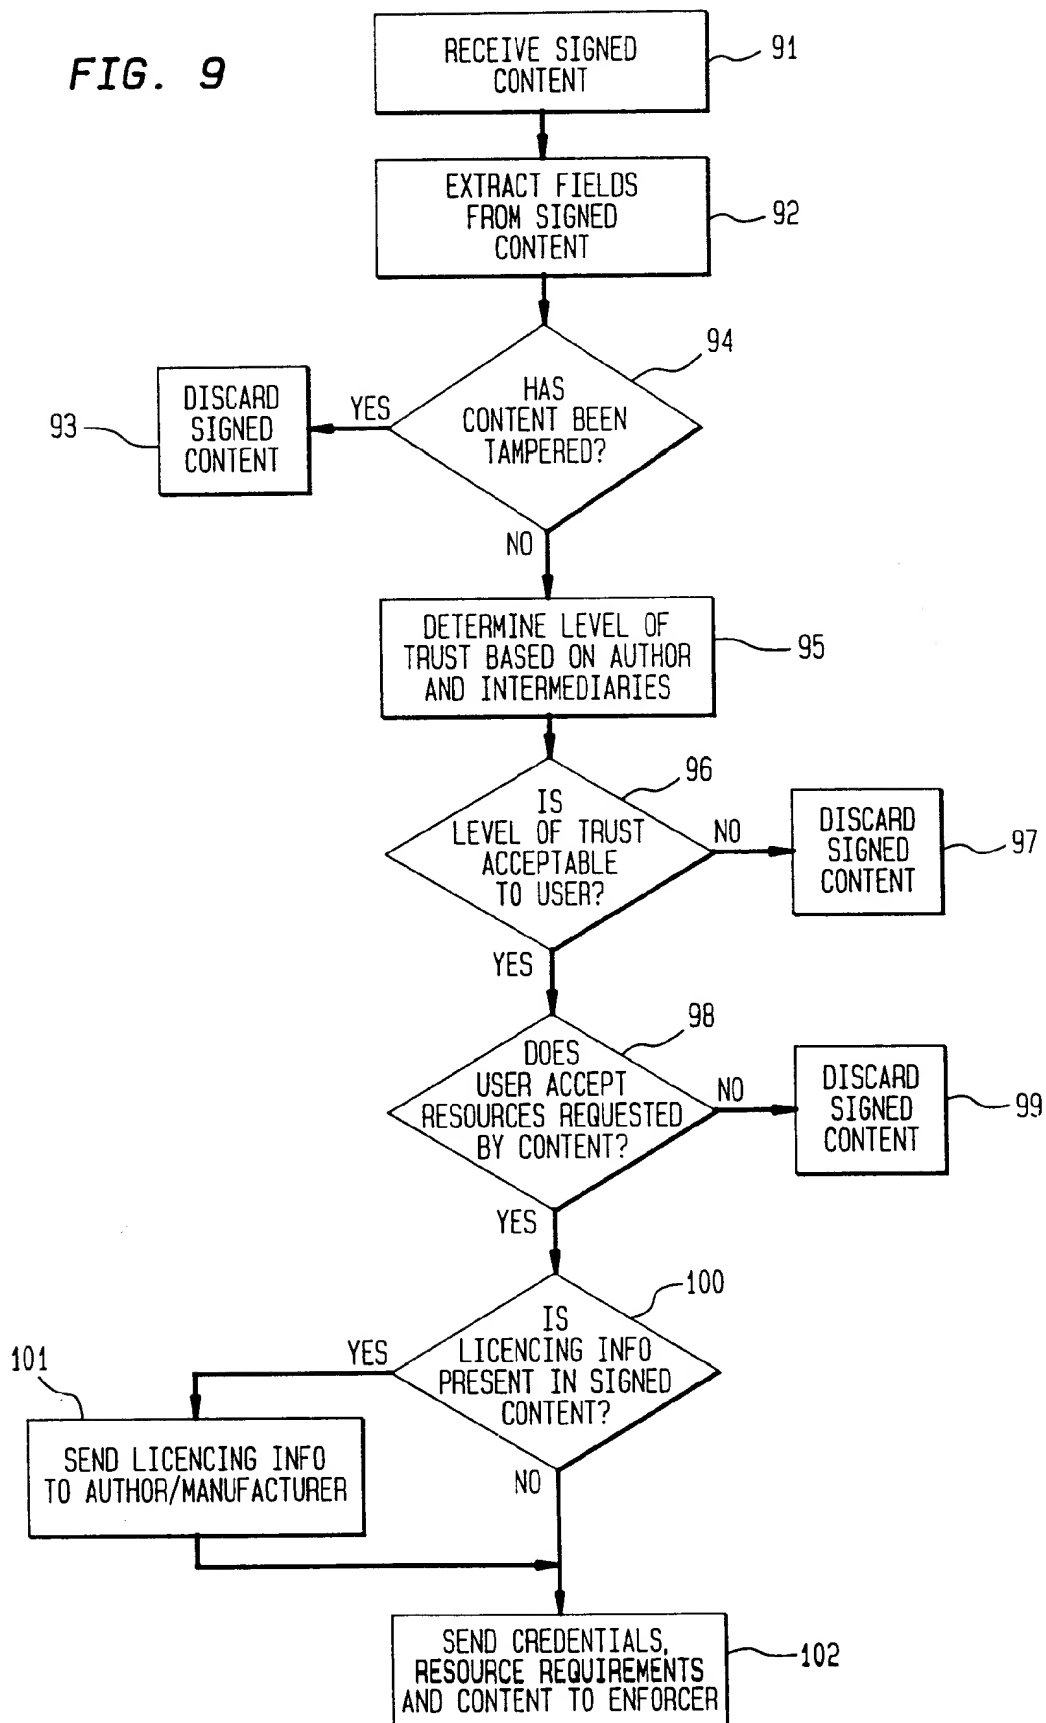 FIG. 9
RECEIVE SIGNED
CONTENT
91
EXTRACT FIELDS
FROM SIGNED
CONTENT
92
94
HAS
CONTENT BEEN
TAMPERED?
YES
DISCARD
SIGNED
CONTENT
93
NO
DETERMINE LEVEL OF
TRUST BASED ON AUTHOR
AND INTERMEDIARIES
95
96
IS
LEVEL OF TRUST
ACCEPTABLE
TO USER?
NO
DISCARD
SIGNED
CONTENT
97
YES
98
DOES
USER ACCEPT
RESOURCES REQUESTED
BY CONTENT?
NO
DISCARD
SIGNED
CONTENT
99
YES
100
IS
LICENCING INFO
PRESENT IN SIGNED
CONTENT?
YES
101
SEND LICENCING INFO
TO AUTHOR/MANUFACTURER
NO
SEND CREDENTIALS,
RESOURCE REQUIREMENTS
AND CONTENT TO ENFORCER
102